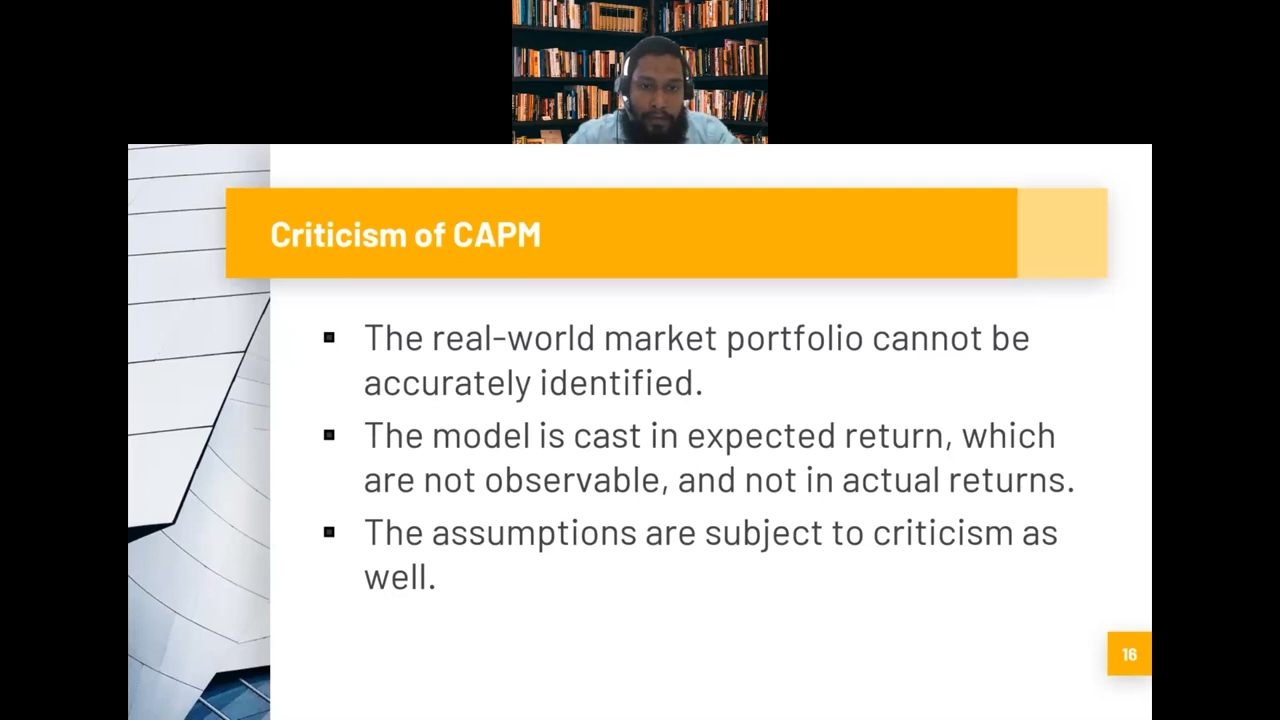 Criticism of CAPM
▪ The real-world market portfolio cannot be
accurately identified.
▪ The model is cast in expected return, which
are not observable, and not in actual returns.
▪ The assumptions are subject to criticism as
well.
16